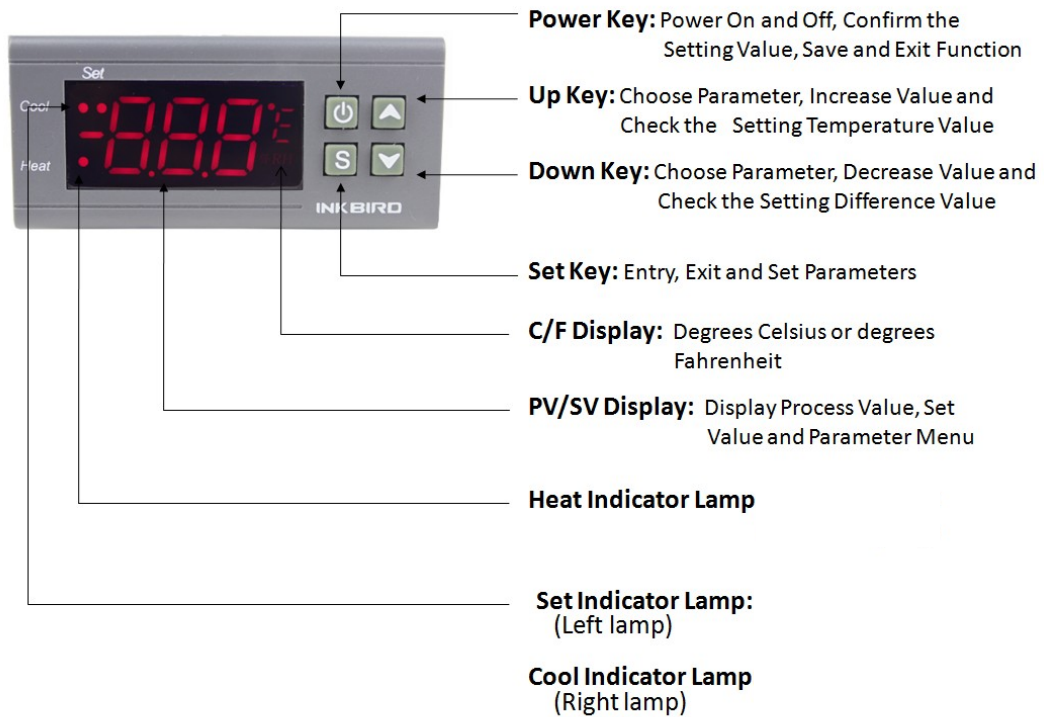 Power Key: Power On and Off, Confirm the
Setting Value, Save and Exit Function
Up Key: Choose Parameter, Increase Value and
Check the Setting Temperature Value
Down Key: Choose Parameter, Decrease Value and
Check the Setting Difference Value
Set Key: Entry, Exit and Set Parameters
C/F Display: Degrees Celsius or degrees
Fahrenheit
PV/SV Display: Display Process Value, Set
Value and Parameter Menu
Heat Indicator Lamp
Set Indicator Lamp:
(Left lamp)
Cool Indicator Lamp
(Right lamp)
Set
Cool
Heat
-8.8.8
S
INKBIRD